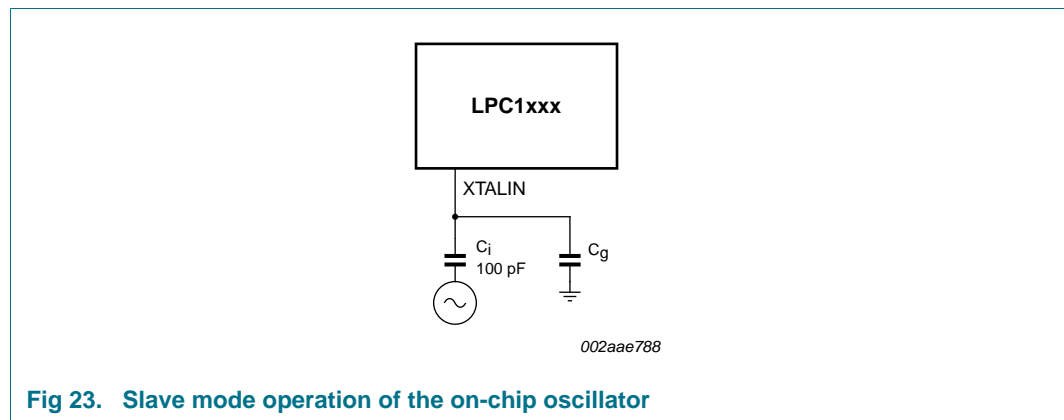 LPC1xxx
XTALIN
Ci
100 pF
Cg
002aae788
Fig 23. Slave mode operation of the on-chip oscillator